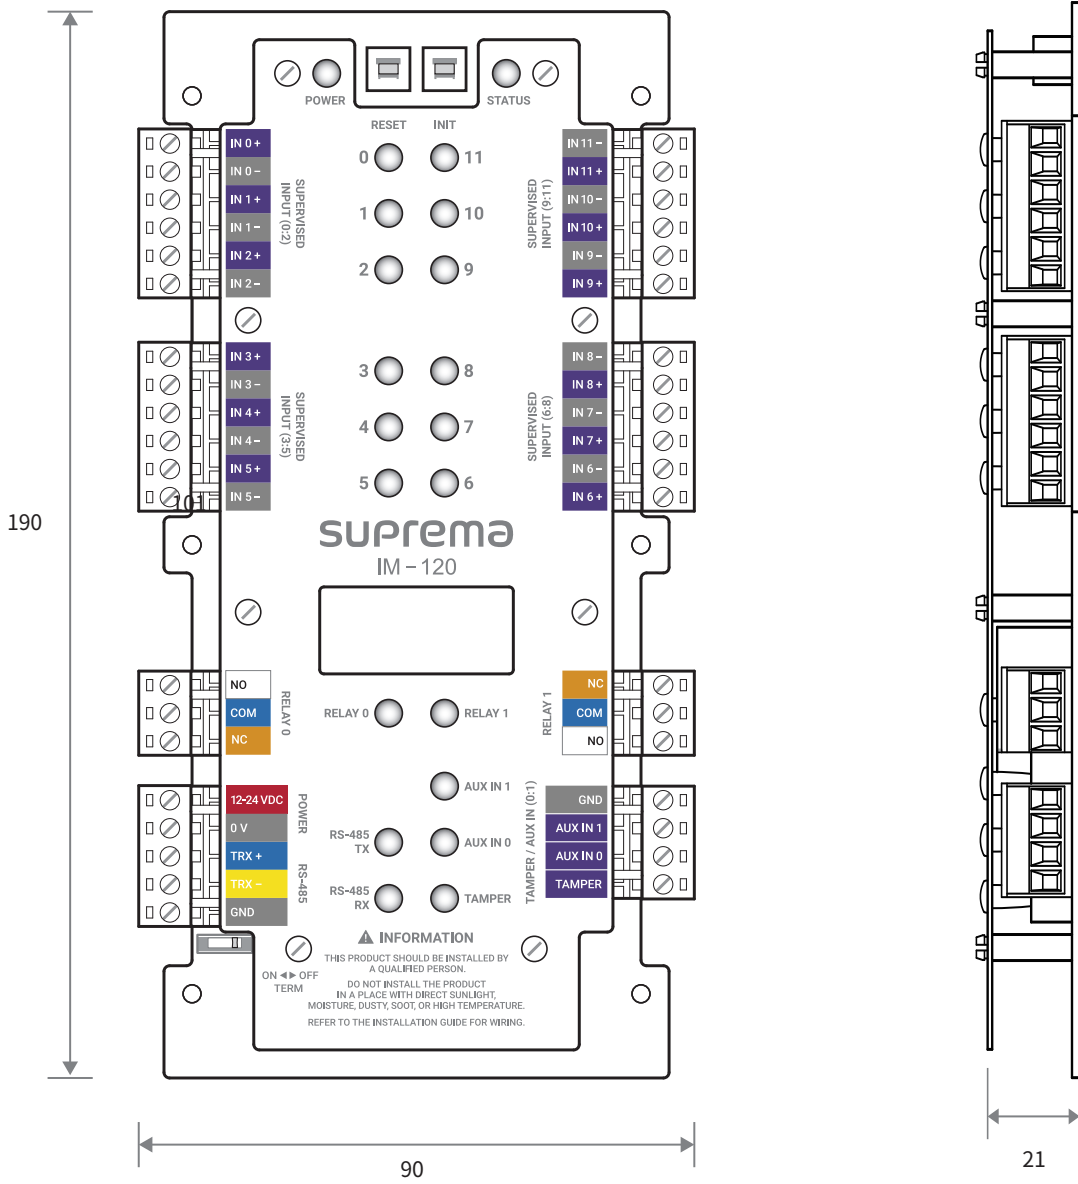 POWER
STATUS
RESET
INIT
0
11
1
10
2
9
3
8
4
7
5
6
IN 0 +
IN 0 –
IN 1 +
IN 1 –
IN 2 +
IN 2 –
SUPERVISED
INPUT (0:2)
IN 11 –
IN 11 +
IN 10 –
IN 10 +
IN 9 –
IN 9 +
SUPERVISED
INPUT (9:11)
IN 3 +
IN 3 –
IN 4 +
IN 4 –
IN 5 +
IN 5 –
SUPERVISED
INPUT (3:5)
IN 8 –
IN 8 +
IN 7 –
IN 7 +
IN 6 –
IN 6 +
SUPERVISED
INPUT (6:8)
101
190
suprema
IM – 120
NO
COM
NC
RELAY 0
RELAY 0
RELAY 1
RELAY 1
NC
COM
NO
12-24 VDC
0 V
TRX +
TRX –
GND
POWER
RS-485
AUX IN 1
RS-485
TX
AUX IN 0
RS-485
RX
TAMPER
TAMPER / AUX IN (0:1)
GND
AUX IN 1
AUX IN 0
TAMPER
ON ◄► OFF
TERM
⚠ INFORMATION
THIS PRODUCT SHOULD BE INSTALLED BY
A QUALIFIED PERSON.
DO NOT INSTALL THE PRODUCT
IN A PLACE WITH DIRECT SUNLIGHT,
MOISTURE, DUSTY, SOOT, OR HIGH TEMPERATURE.
REFER TO THE INSTALLATION GUIDE FOR WIRING.
90
21